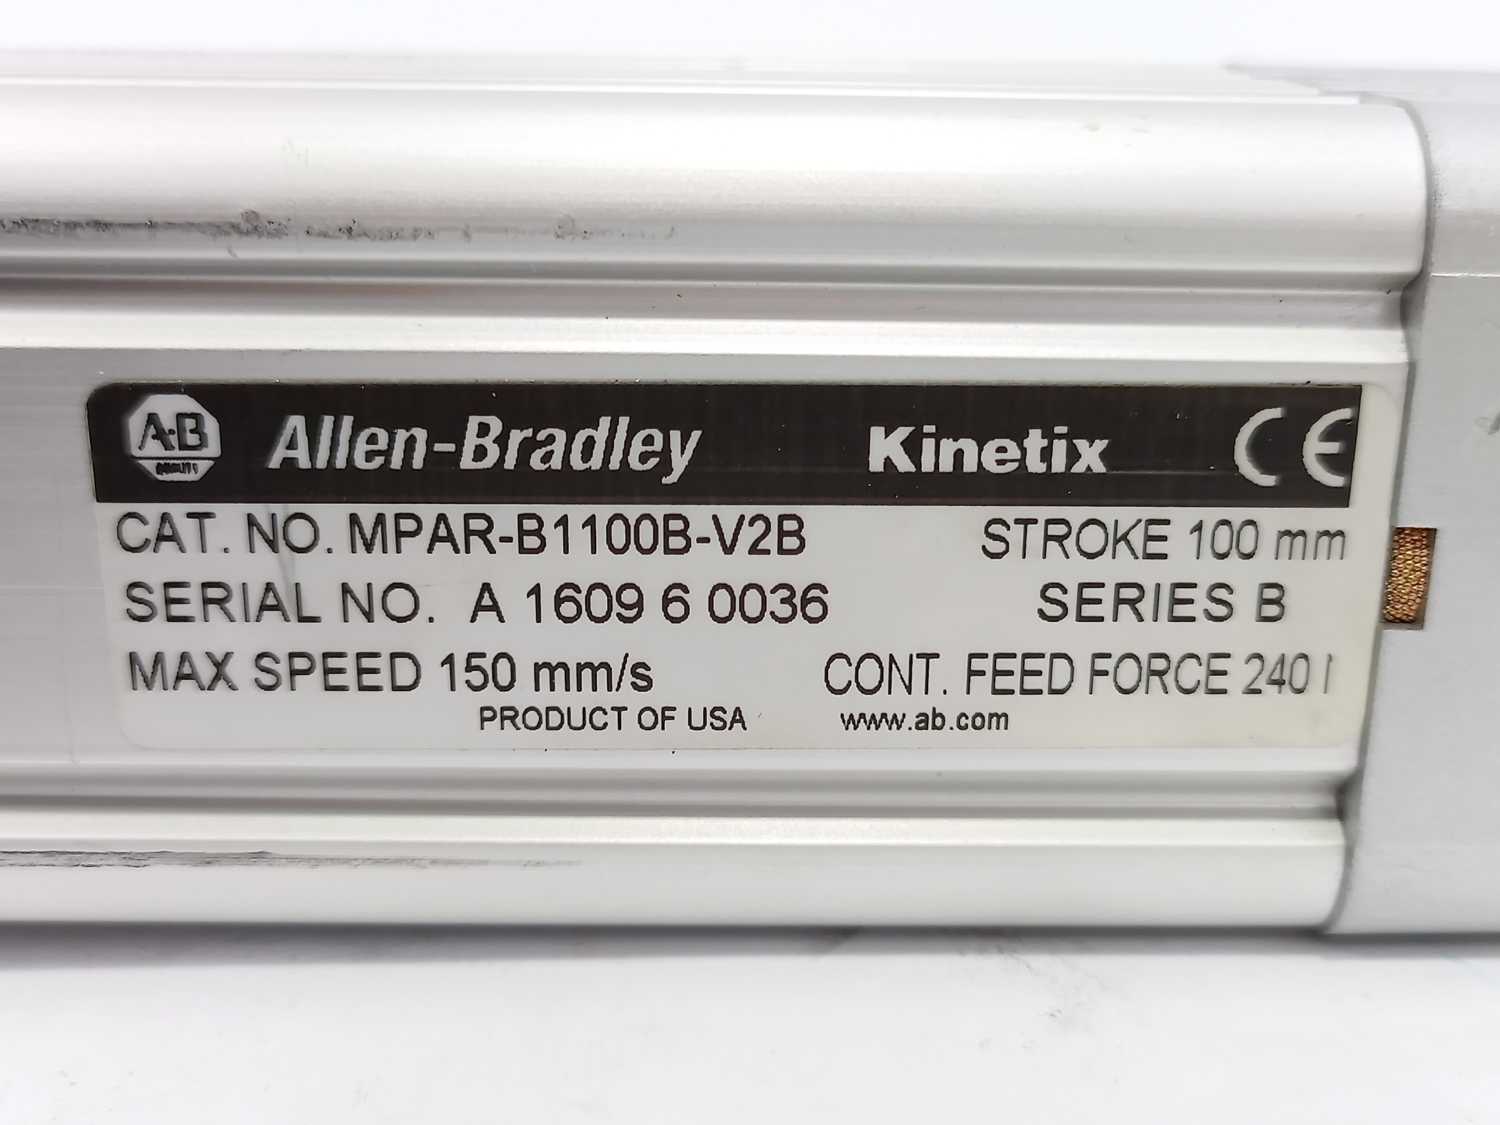 A-B Allen-Bradley Kinetix CE
CAT. NO. MPAR-B1100B-V2B STROKE 100 mm
SERIAL NO. A 1609 6 0036 SERIES B
MAX SPEED 150 mm/s CONT. FEED FORCE 240
PRODUCT OF USA www.ab.com